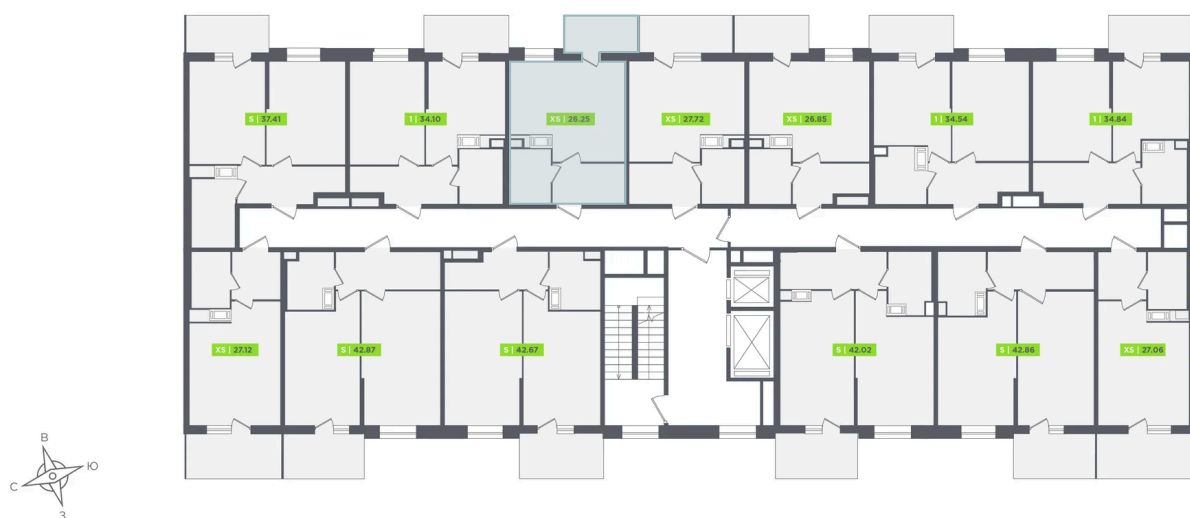 S | 37.41
1 | 34.10
XS | 26.25
XS | 27.72
XS | 26.85
1 | 34.54
1 | 34.84
XS | 27.12
S | 42.87
S | 42.67
S | 42.02
S | 42.86
XS | 27.06
В
Ю
С
З